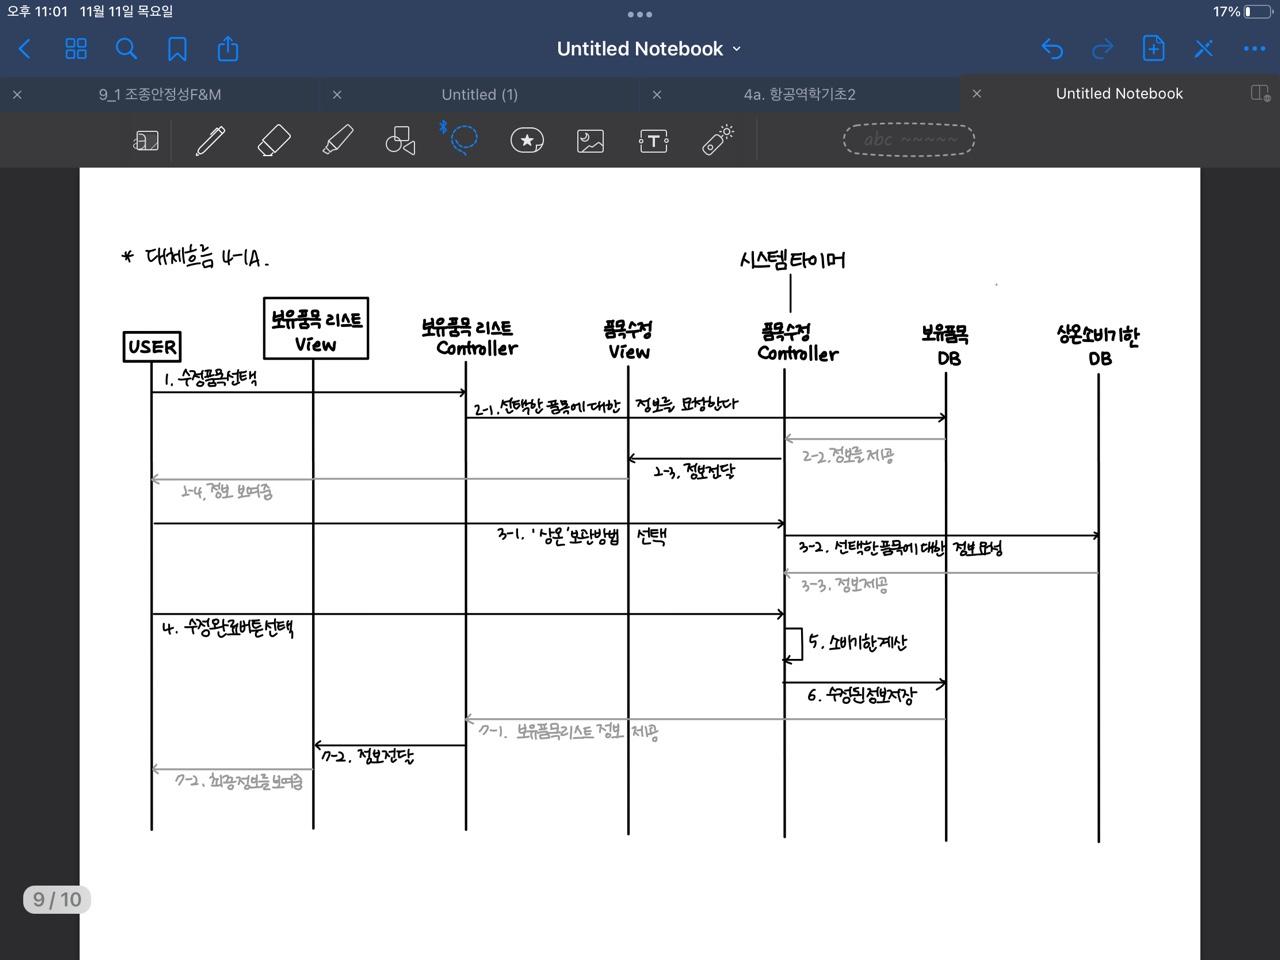 오후 11:01 11월 11일 목요일
17%
Untitled Notebook
9_1 조종안정성F&M
Untitled (1)
4a. 항공역학기초2
Untitled Notebook
abc
* 대체흐름 4-1A.
시스템타이머
USER
보유품목 리스트
View
보유품목 리스트
Controller
품목수정
View
품목수정
Controller
보유품목
DB
상온소비기한
DB
1. 수정품목선택
2-1. 선택한 품목에 대한 정보를 요청한다
2-2. 정보를 제공
2-3. 정보전달
2-4. 정보 보여줌
3-1. '상온' 보관방법 선택
3-2. 선택한 품목에 대한 정보요청
3-3. 정보제공
4. 수정완료버튼선택
5. 소비기한계산
6. 수정된정보저장
7-1. 보유품목리스트 정보 제공
7-2. 정보전달
7-2. 최종정보를 보여줌
9 / 10